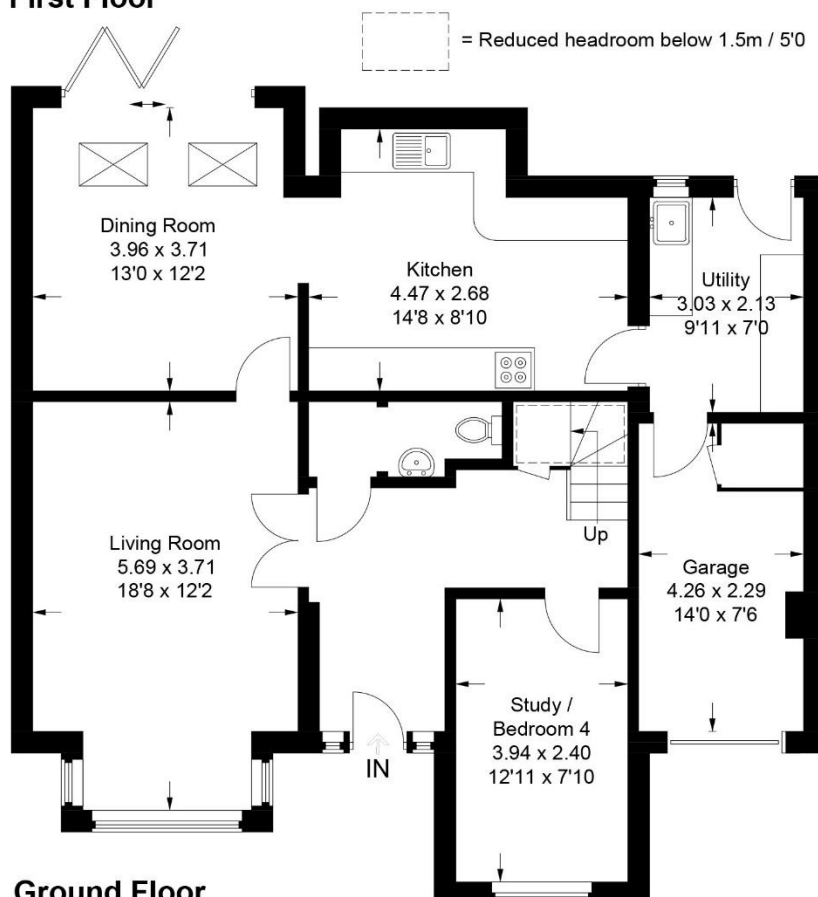 First Floor
= Reduced headroom below 1.5m / 5'0
Dining Room
3.96 x 3.71
13'0 x 12'2
Kitchen
4.47 x 2.68
14'8 x 8'10
Utility
3.03 x 2.13
9'11 x 7'0
Living Room
5.69 x 3.71
18'8 x 12'2
Up
Garage
4.26 x 2.29
14'0 x 7'6
Study /
Bedroom 4
3.94 x 2.40
12'11 x 7'10
IN
Ground Floor